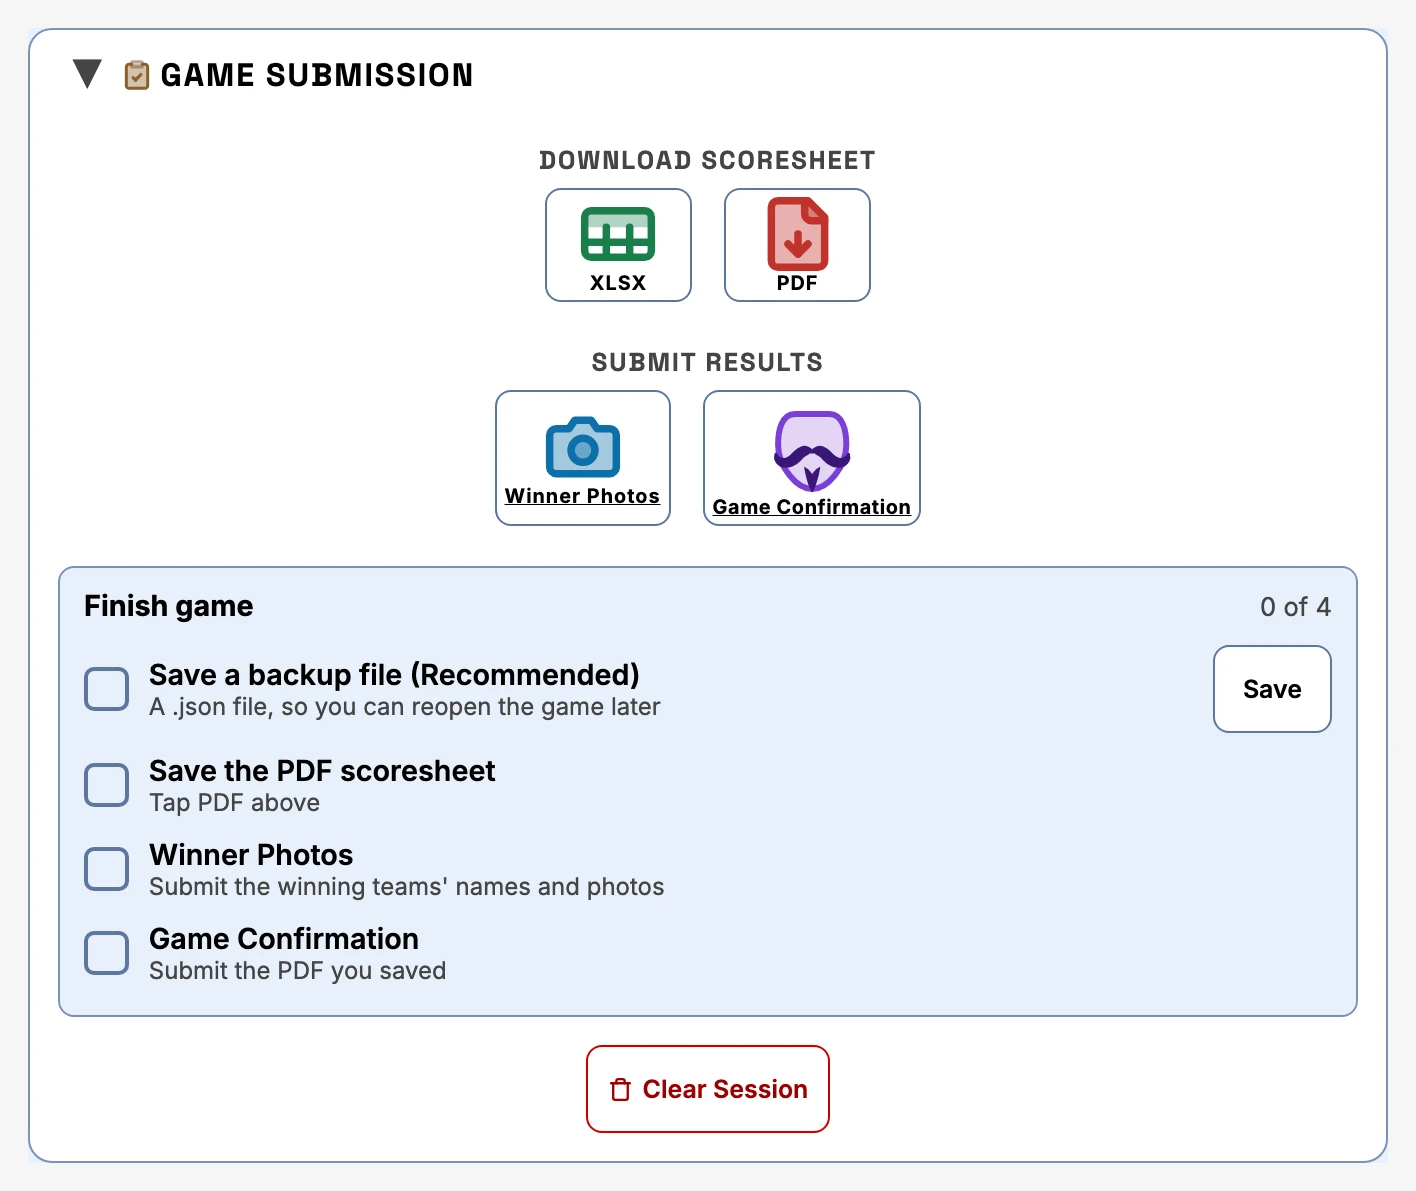 GAME SUBMISSION
DOWNLOAD SCORESHEET
XLSX
PDF
SUBMIT RESULTS
Winner Photos
Game Confirmation
Finish game
0 of 4
Save a backup file (Recommended)
A .json file, so you can reopen the game later
Save
Save the PDF scoresheet
Tap PDF above
Winner Photos
Submit the winning teams' names and photos
Game Confirmation
Submit the PDF you saved
Clear Session